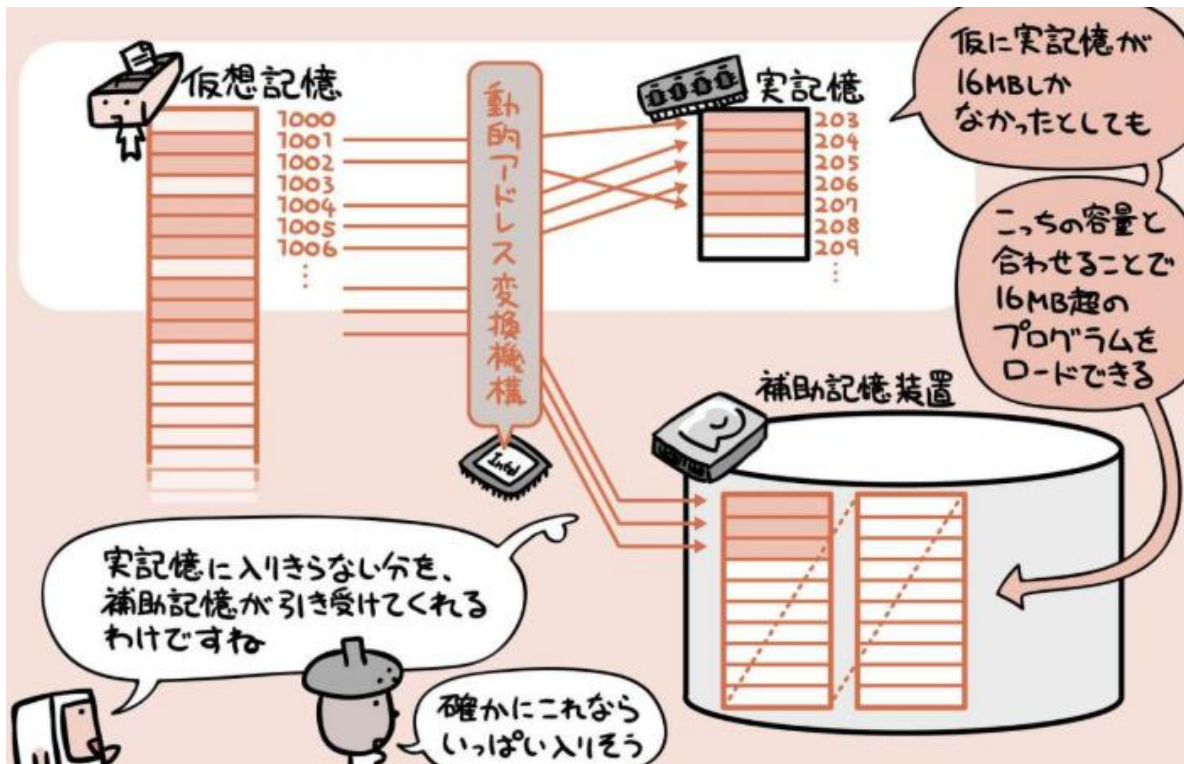 仮想記憶
1000
1001
1002
1003
1004
1005
1006
⋮
動的アドレス変換機構
Intel
実記憶
203
204
205
206
207
208
209
⋮
仮に実記憶が
16MBしか
なかったとしても
こっちの容量と
合わせることで
16MB超の
プログラムを
ロードできる
補助記憶装置
実記憶に入りきらない分を、
補助記憶が引き受けてくれる
わけですね
確かにこれなら
いっぱい入りそう